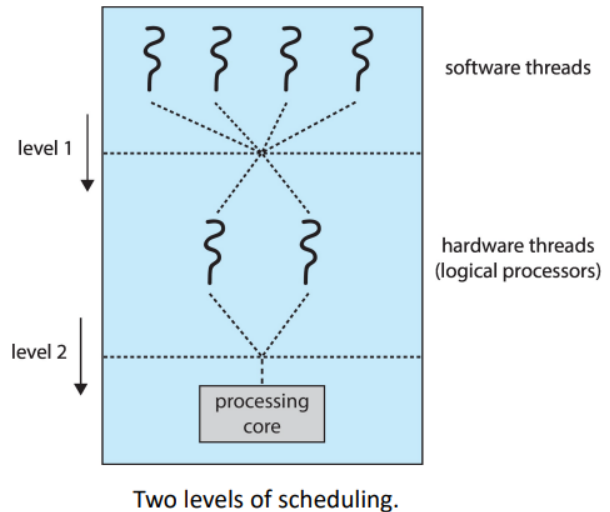 software threads
level 1
hardware threads
(logical processors)
level 2
processing
core
Two levels of scheduling.